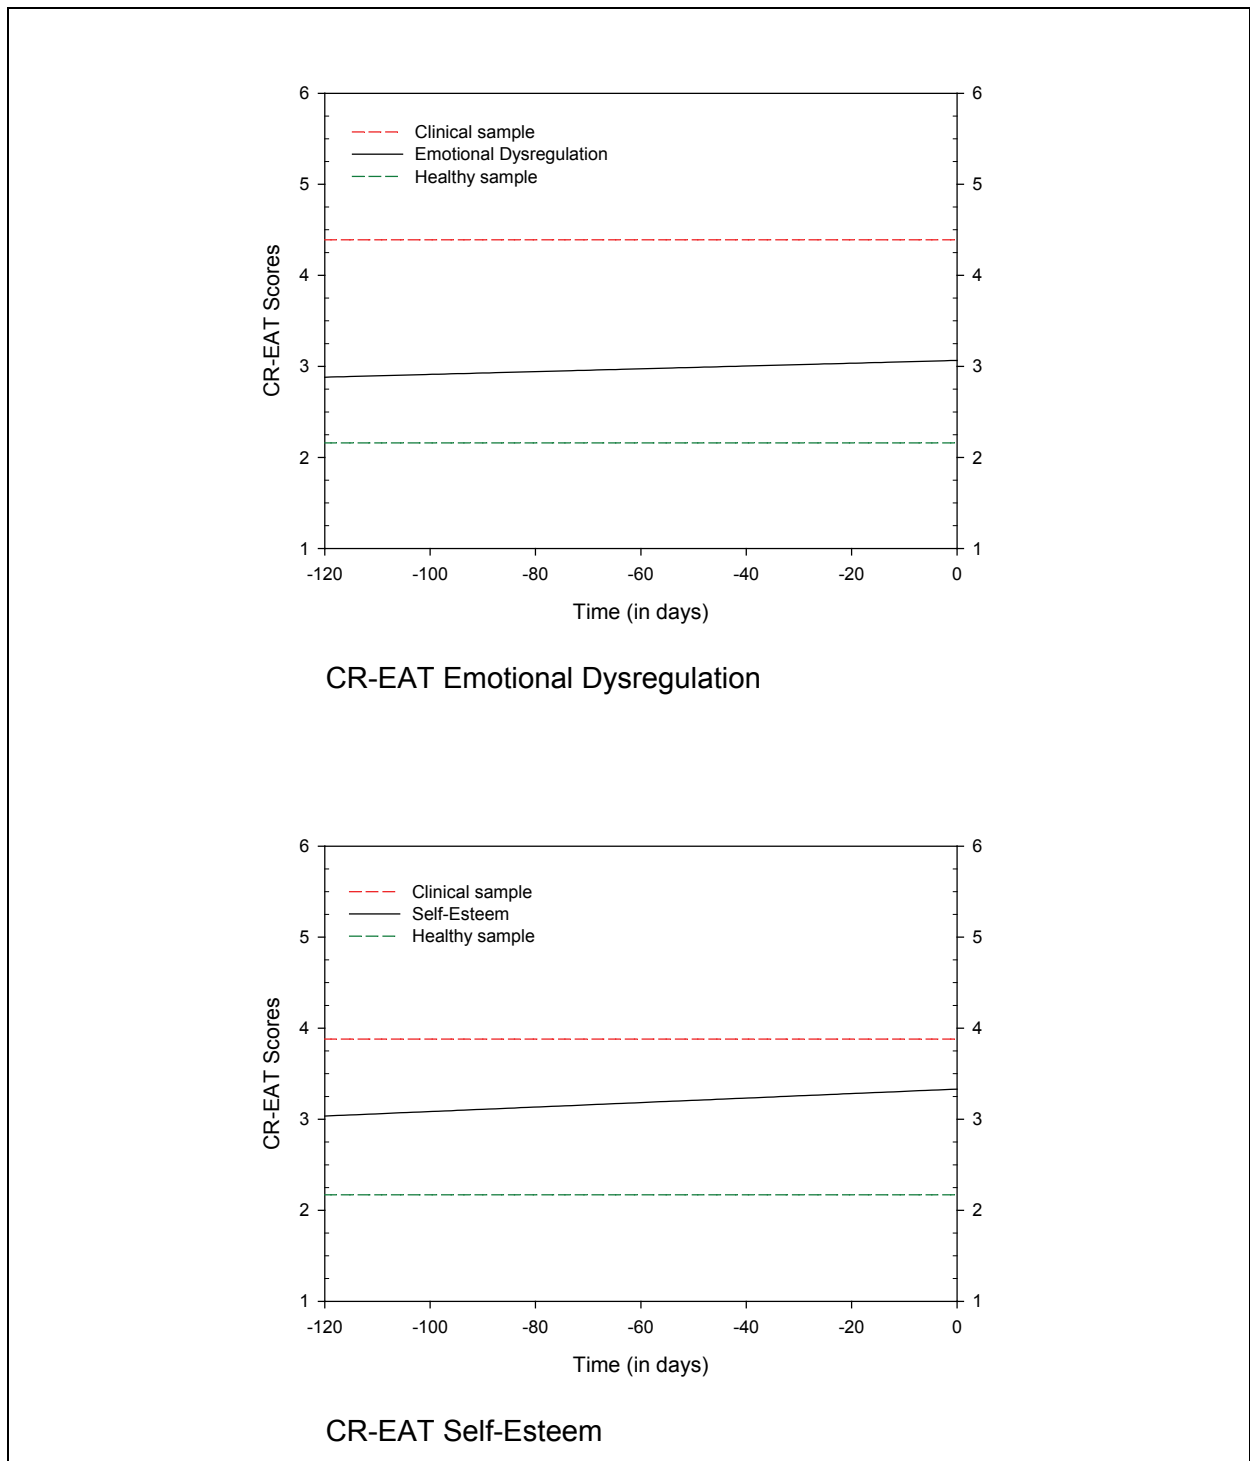 6
6
Clinical sample
Emotional Dysregulation
Healthy sample
5
5
CR-EAT Scores
4
4
3
3
2
2
1
1
-120 -100 -80 -60 -40 -20 0
Time (in days)
CR-EAT Emotional Dysregulation
6
6
Clinical sample
Self-Esteem
Healthy sample
5
5
CR-EAT Scores
4
4
3
3
2
2
1
1
-120 -100 -80 -60 -40 -20 0
Time (in days)
CR-EAT Self-Esteem